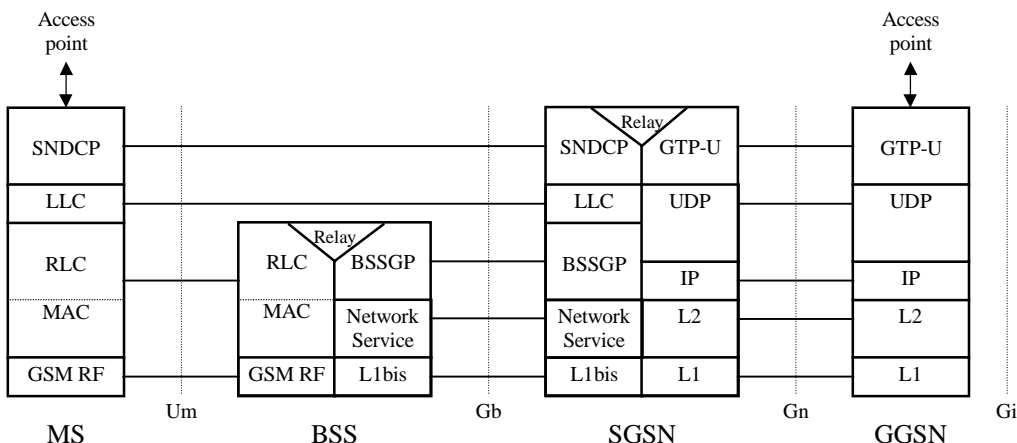 Access
point
Access
point
Relay
SNDCP
SNDCP
GTP-U
GTP-U
LLC
LLC
UDP
UDP
Relay
RLC
RLC
BSSGP
BSSGP
IP
IP
MAC
MAC
Network
Service
Network
Service
L2
L2
GSM RF
GSM RF
L1bis
L1bis
L1
L1
Um
Gb
Gn
Gi
MS
BSS
SGSN
GGSN